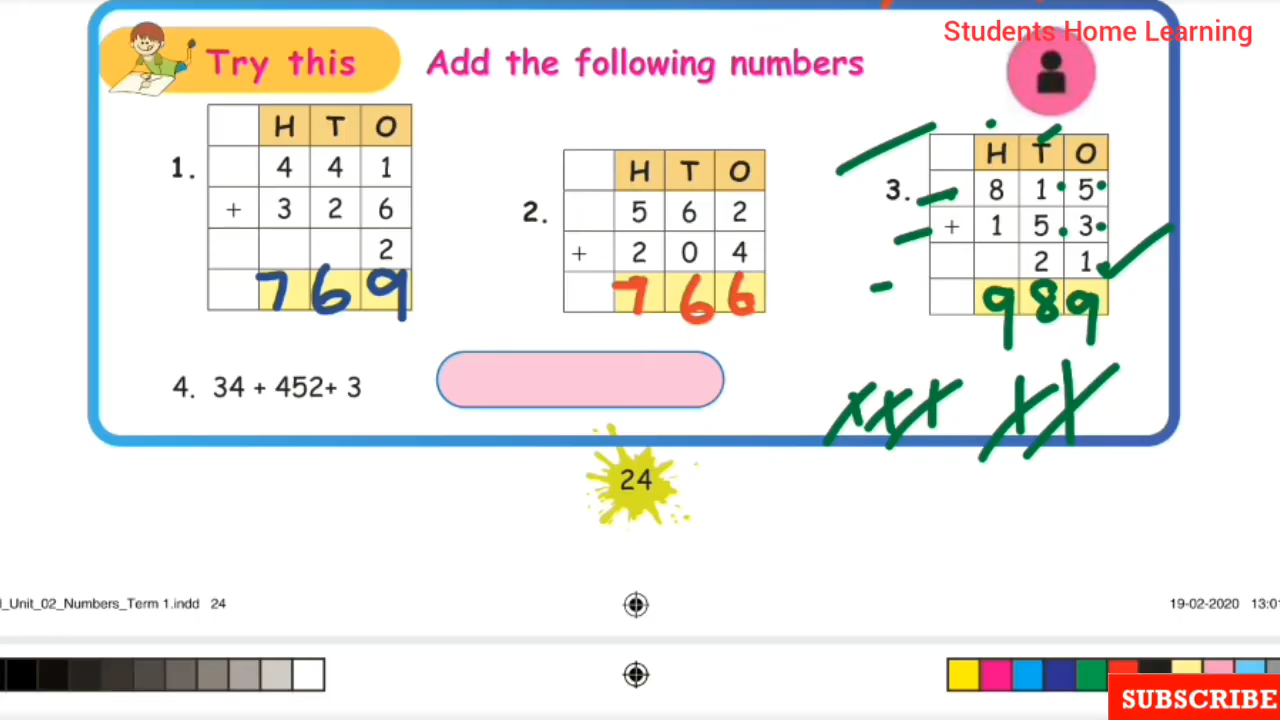 Students Home Learning
Try this Add the following numbers
1.
H T O
4 4 1
+ 3 2 6
2
7 6 9
2.
H T O
5 6 2
+ 2 0 4
7 6 6
3.
H T O
8 1 5
+ 1 5 3
2 1
9 8 9
4. 34 + 452+ 3
24
_Unit_02_Numbers_Term 1.indd 24
19-02-2020 13:01
SUBSCRIBE